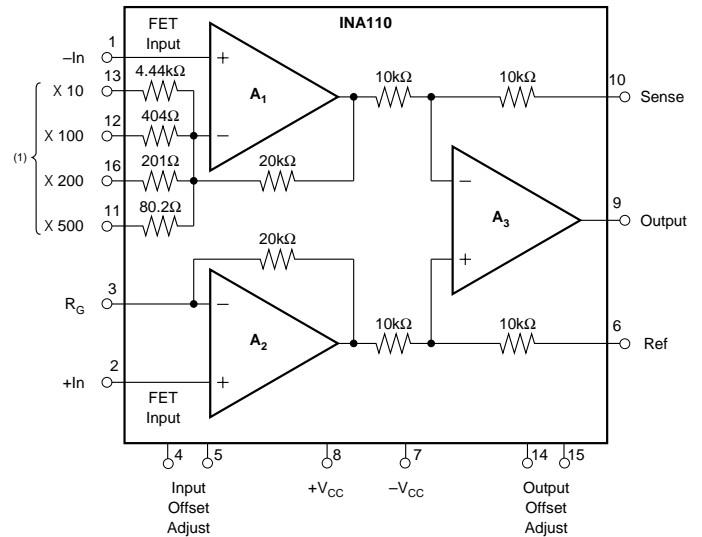 INA110
FET
Input
1
–In
+
13
4.44kΩ
X 10
A1
10kΩ
10kΩ
10
Sense
12
404Ω
X 100
–
(1)
16
201Ω
X 200
20kΩ
11
80.2Ω
X 500
–
A3
9
Output
+
20kΩ
3
RG
–
A2
10kΩ
10kΩ
6
Ref
2
+In
+
FET
Input
4
5
8
7
14
15
Input
Offset
Adjust
+VCC
–VCC
Output
Offset
Adjust